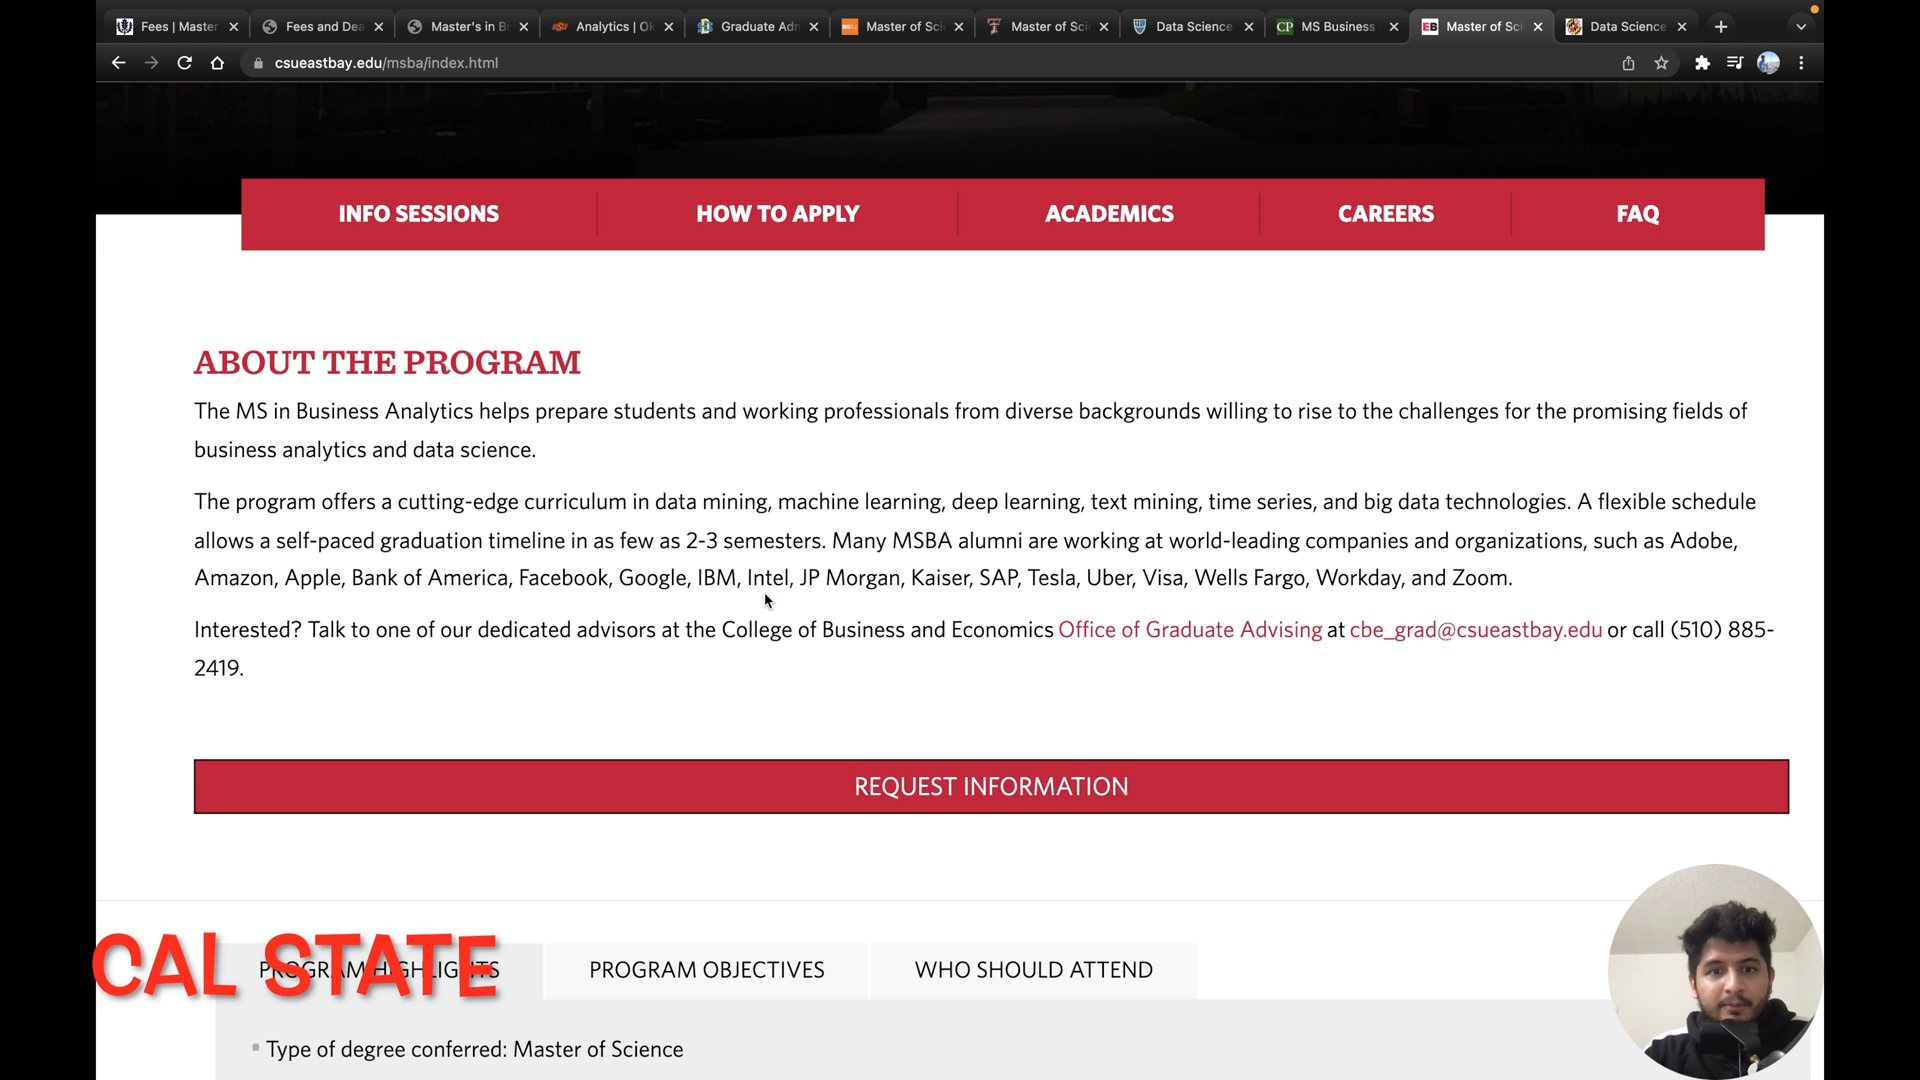 Fees | Master
Fees and Dea
Master's in B
Analytics | Ok
Graduate Adm
Master of Sci
Master of Sci
Data Science
CP MS Business
EB Master of Sci
Data Science
csueastbay.edu/msba/index.html
INFO SESSIONS
HOW TO APPLY
ACADEMICS
CAREERS
FAQ
ABOUT THE PROGRAM
The MS in Business Analytics helps prepare students and working professionals from diverse backgrounds willing to rise to the challenges for the promising fields of
business analytics and data science.
The program offers a cutting-edge curriculum in data mining, machine learning, deep learning, text mining, time series, and big data technologies. A flexible schedule
allows a self-paced graduation timeline in as few as 2-3 semesters. Many MSBA alumni are working at world-leading companies and organizations, such as Adobe,
Amazon, Apple, Bank of America, Facebook, Google, IBM, Intel, JP Morgan, Kaiser, SAP, Tesla, Uber, Visa, Wells Fargo, Workday, and Zoom.
Interested? Talk to one of our dedicated advisors at the College of Business and Economics Office of Graduate Advising at cbe_grad@csueastbay.edu or call (510) 885-
2419.
REQUEST INFORMATION
CAL STATE
PROGRAM HIGHLIGHTS
PROGRAM OBJECTIVES
WHO SHOULD ATTEND
Type of degree conferred: Master of Science